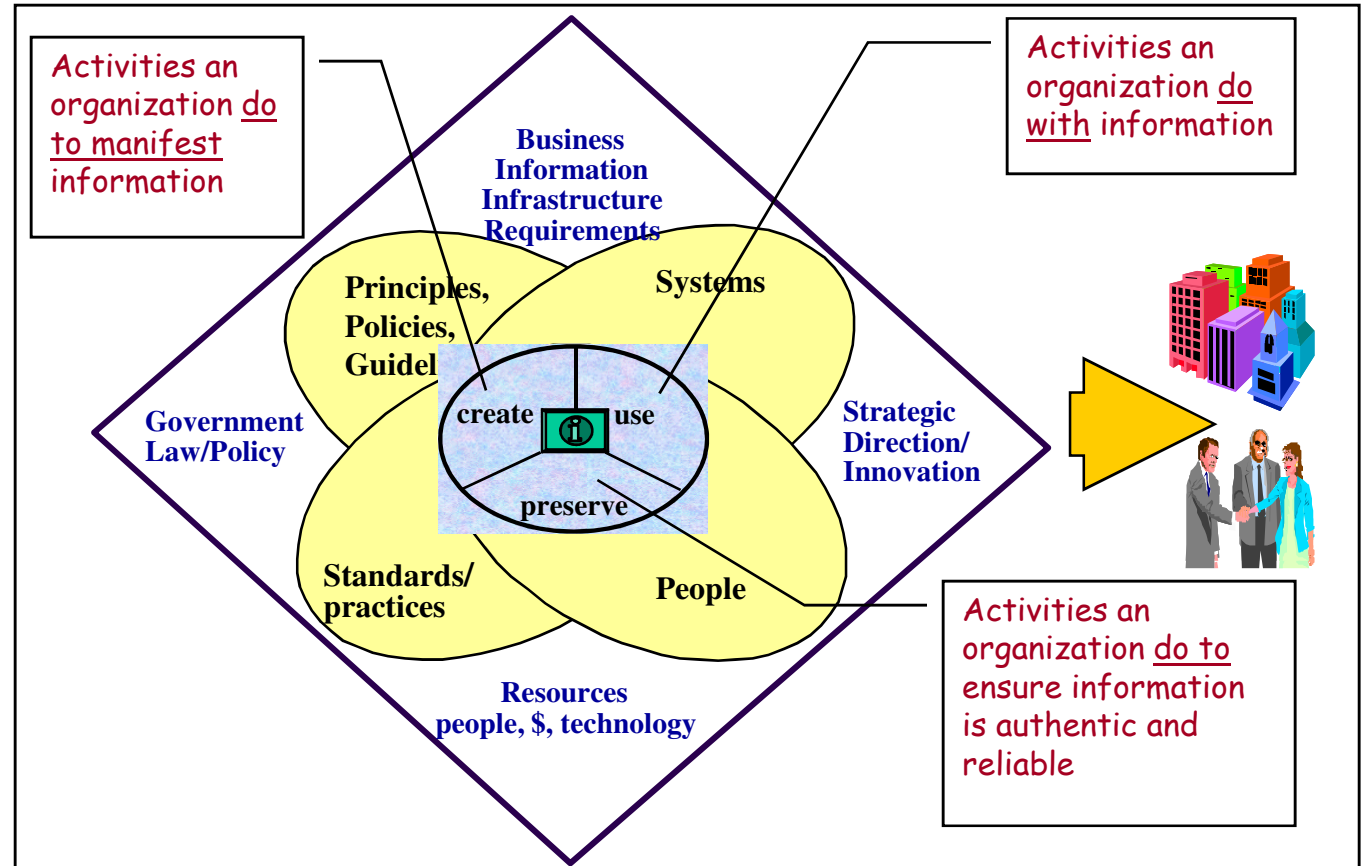 Activities an
organization do
to manifest
information
Activities an
organization do
with information
Business
Information
Infrastructure
Requirements
Principles,
Policies,
Guidel
Systems
create
use
preserve
Government
Law/Policy
Strategic
Direction/
Innovation
Standards/
practices
People
Resources
people, $, technology
Activities an
organization do to
ensure information
is authentic and
reliable